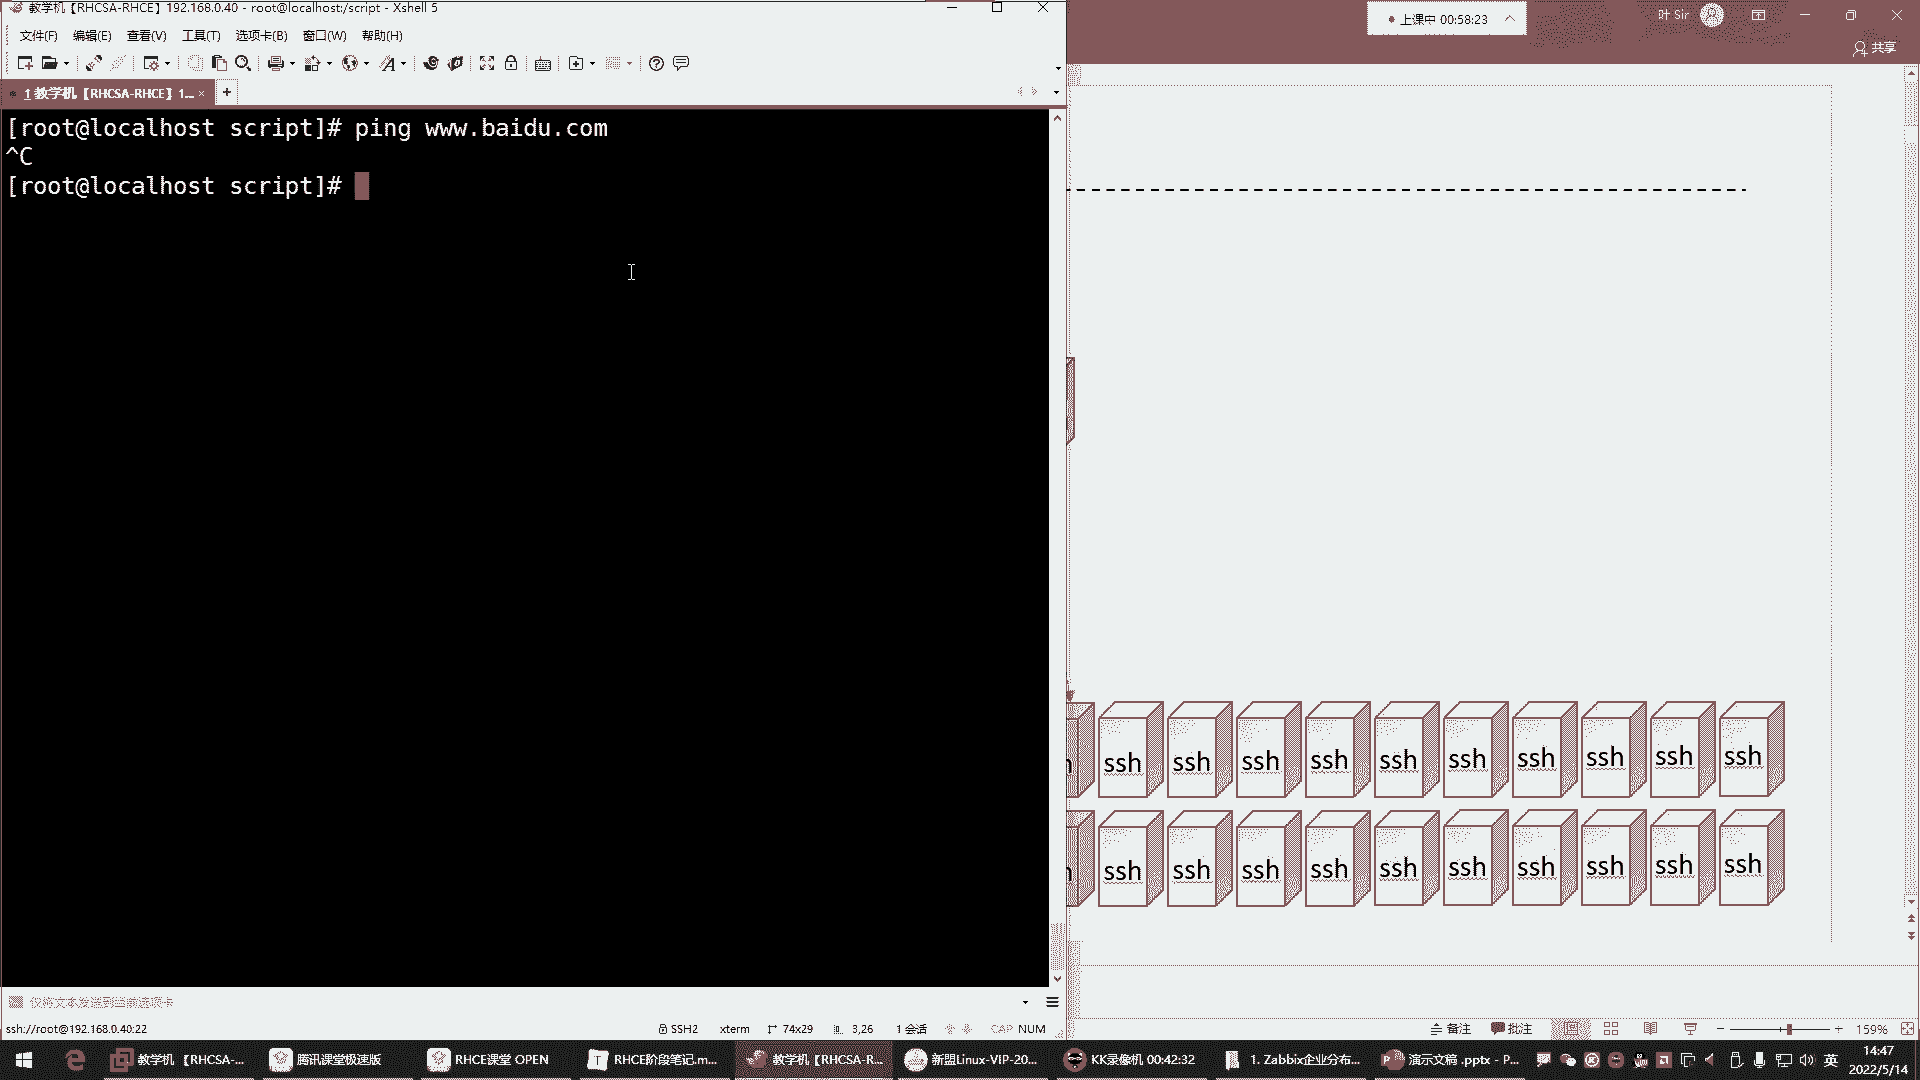 教学机【RHCSA-RHCE】192.168.0.40 - root@localhost:/script - Xshell 5
上课中 00:58:23
叶 Sir
文件(F) 编辑(E) 查看(V) 工具(T) 选项卡(B) 窗口(W) 帮助(H)
共享
1 教学机【RHCSA-RHCE】1...
[root@localhost script]# ping www.baidu.com
^C
[root@localhost script]#
ssh ssh ssh ssh ssh ssh ssh ssh ssh ssh
ssh ssh ssh ssh ssh ssh ssh ssh ssh ssh
仅将文本发送到当前选项卡
ssh://root@192.168.0.40:22 SSH2 xterm 74x29 3,26 1 会话 CAP NUM
备注 批注 159%
教学机【RHCSA-... 腾讯课堂极速版 RHCE课堂 OPEN RHCE阶段笔记.m... 教学机【RHCSA-R... 新盟Linux-VIP-20... KK录像机 00:42:32 1. Zabbix企业分布... 演示文稿 .pptx - P... 英 14:47
2022/5/14